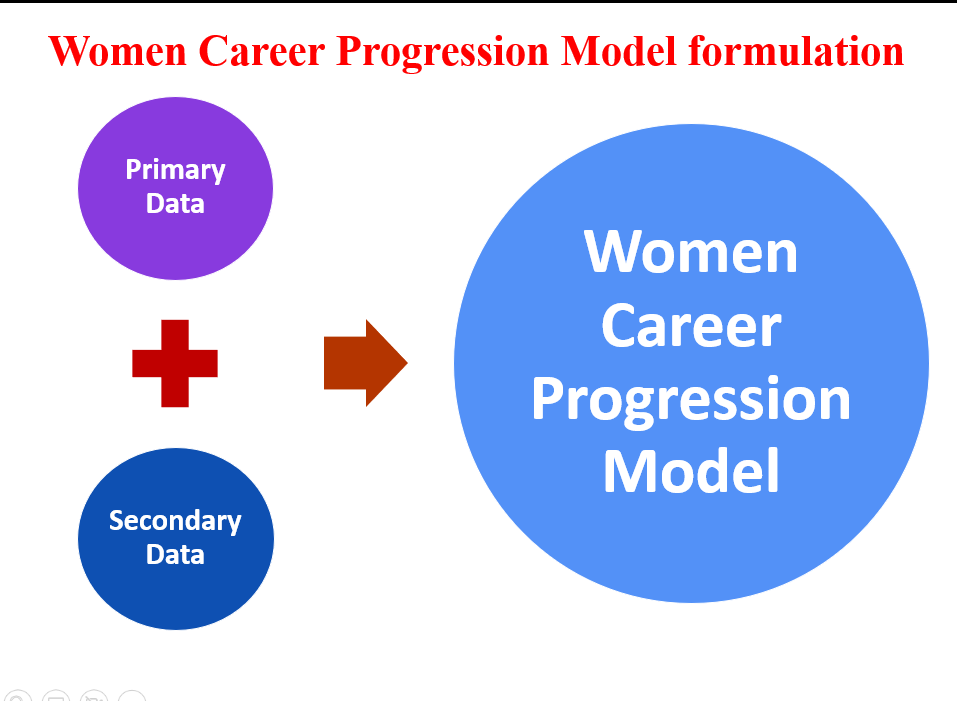 Women Career Progression Model formulation
Primary
Data
Secondary
Data
Women
Career
Progression
Model